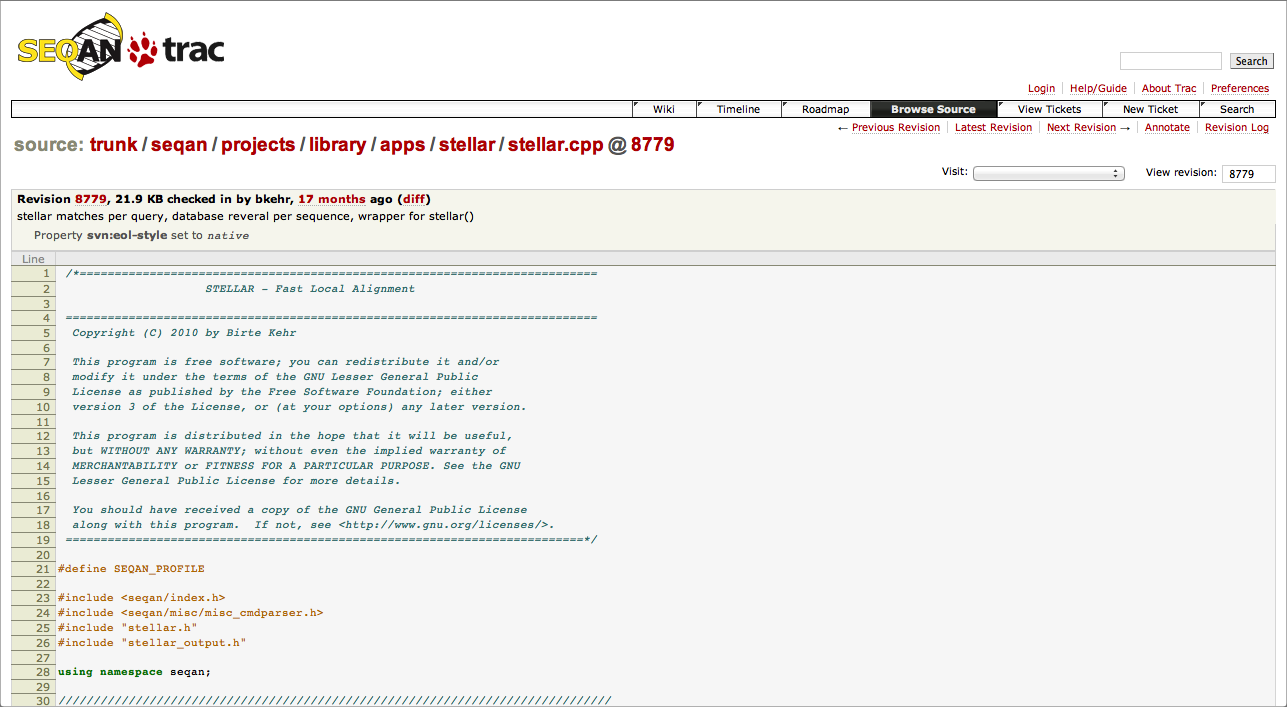 SEQAN trac
Search
Login Help/Guide About Trac Preferences
Wiki Timeline Roadmap Browse Source View Tickets New Ticket Search
← Previous Revision Latest Revision Next Revision → Annotate Revision Log
source: trunk / seqan / projects / library / apps / stellar / stellar.cpp @ 8779
Visit: View revision: 8779
Revision 8779, 21.9 KB checked in by bkehr, 17 months ago (diff)
stellar matches per query, database reveral per sequence, wrapper for stellar()
Property svn:eol-style set to native
Line
1 /*==========================================================================
2 STELLAR - Fast Local Alignment
3
4 ============================================================================
5 Copyright (C) 2010 by Birte Kehr
6
7 This program is free software; you can redistribute it and/or
8 modify it under the terms of the GNU Lesser General Public
9 License as published by the Free Software Foundation; either
10 version 3 of the License, or (at your options) any later version.
11
12 This program is distributed in the hope that it will be useful,
13 but WITHOUT ANY WARRANTY; without even the implied warranty of
14 MERCHANTABILITY or FITNESS FOR A PARTICULAR PURPOSE. See the GNU
15 Lesser General Public License for more details.
16
17 You should have received a copy of the GNU General Public License
18 along with this program. If not, see <http://www.gnu.org/licenses/>.
19 ==========================================================================*/
20
21 #define SEQAN_PROFILE
22
23 #include <seqan/index.h>
24 #include <seqan/misc/misc_cmdparser.h>
25 #include "stellar.h"
26 #include "stellar_output.h"
27
28 using namespace seqan;
29
30 ///////////////////////////////////////////////////////////////////////////////